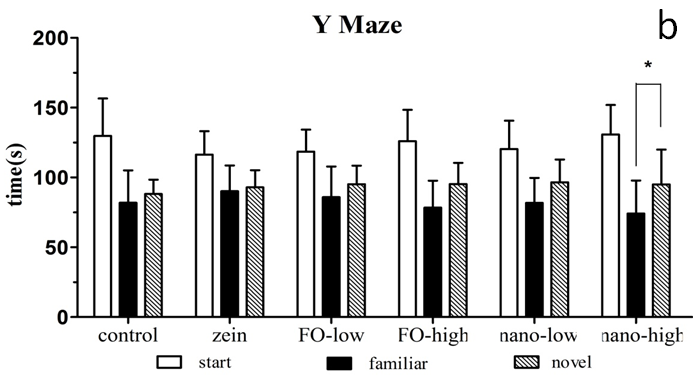 Y Maze
b
200
*
150
100
50
0
time(s)
control zein FO-low FO-high nano-low nano-high
start familiar novel